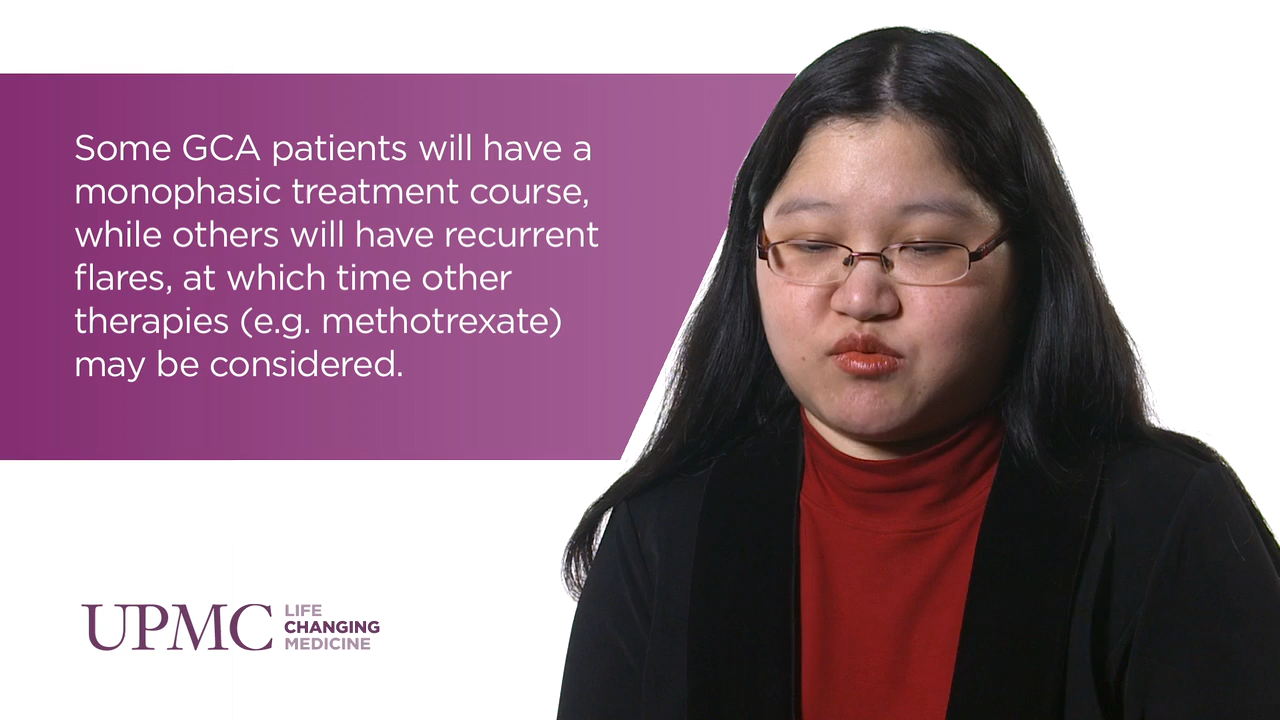 Some GCA patients will have a
monophasic treatment course,
while others will have recurrent
flares, at which time other
therapies (e.g. methotrexate)
may be considered.
UPMC
LIFE
CHANGING
MEDICINE